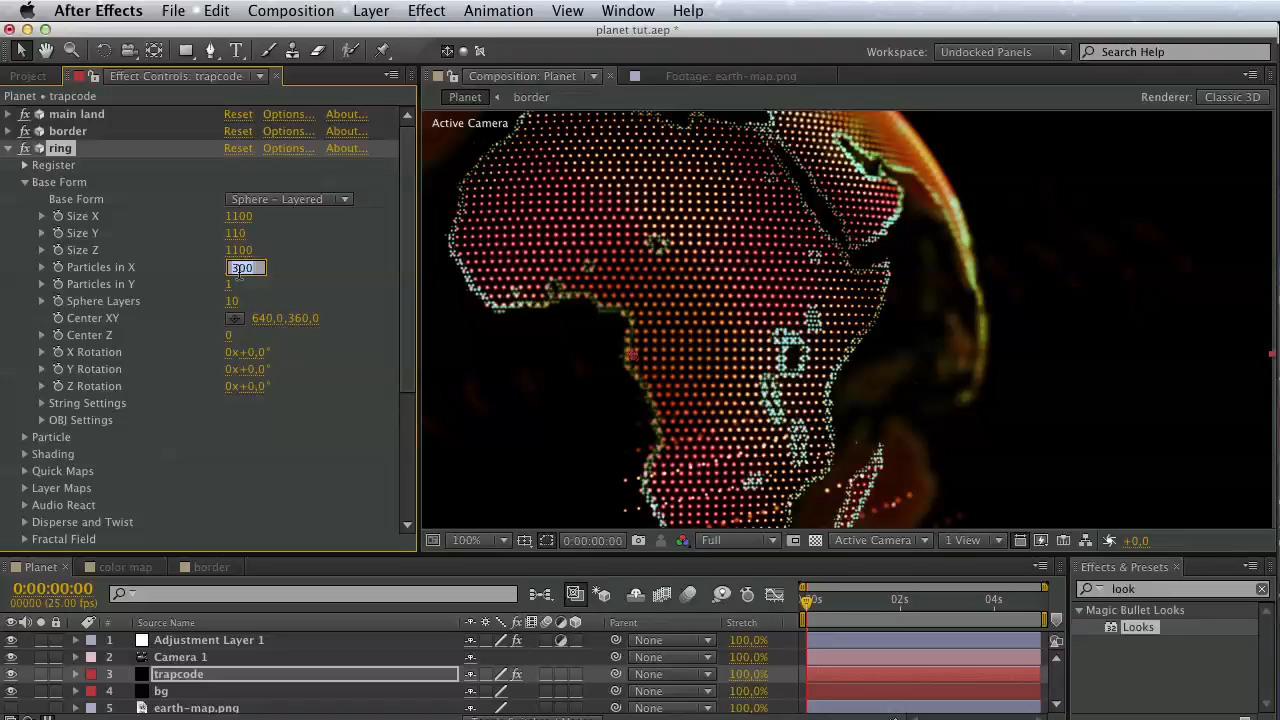 After Effects File Edit Composition Layer Effect Animation View Window Help
planet tut.aep *
Workspace: Undocked Panels Search Help
Project Effect Controls: trapcode Composition: Planet Footage: earth-map.png
Planet • trapcode Planet border Renderer: Classic 3D
Active Camera
fx main land Reset Options... About...
fx border Reset Options... About...
fx ring Reset Options... About...
Register
Base Form
Base Form Sphere - Layered
Size X 1100
Size Y 110
Size Z 1100
Particles in X 300
Particles in Y 1
Sphere Layers 10
Center XY 640,0,360,0
Center Z 0
X Rotation 0x+0,0°
Y Rotation 0x+0,0°
Z Rotation 0x+0,0°
String Settings
OBJ Settings
Particle
Shading
Quick Maps
Layer Maps
Audio React
Disperse and Twist
Fractal Field
100% 0:00:00:00 Full Active Camera 1 View +0,0
Planet color map border Effects & Presets
0:00:00:00
00000 (25.00 fps)
look
02s 04s
Magic Bullet Looks
Looks
# Source Name fx Parent Stretch
1 Adjustment Layer 1 fx None 100,0%
2 Camera 1 None 100,0%
3 trapcode fx None 100,0%
4 bg None 100,0%
5 earth-map.png None 100,0%